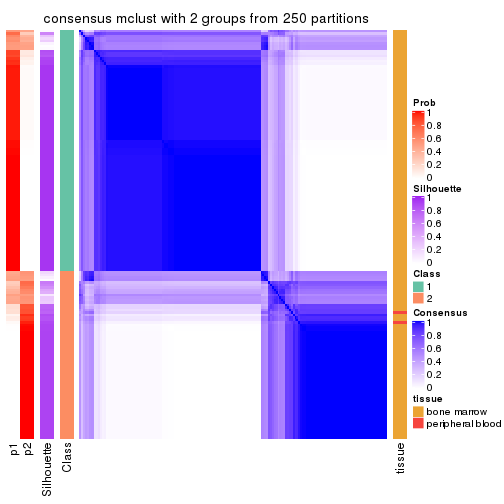 consensus mclust with 2 groups from 250 partitions
Prob
1
0.8
0.6
0.4
0.2
0
Silhouette
1
0.8
0.6
0.4
0.2
0
Class
1
2
Consensus
1
0.8
0.6
0.4
0.2
0
tissue
bone marrow
peripheral blood
p1
p2
Silhouette
Class
tissue